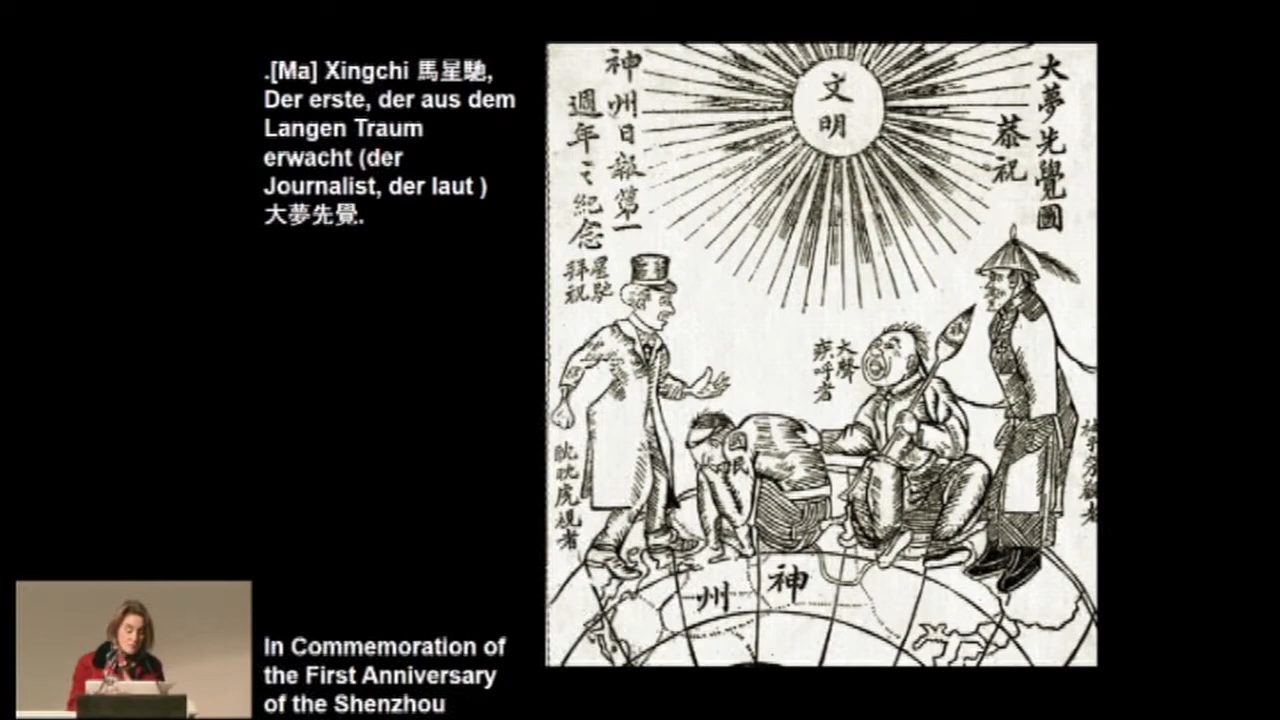 .[Ma] Xingchi 馬星馳,
Der erste, der aus dem
Langen Traum
erwacht (der
Journalist, der laut )
大夢先覺.
In Commemoration of
the First Anniversary
of the Shenzhou
大夢先覺圖
恭祝
神州日報第一
週年之紀念
星馳
拜祝
文明
大聲
疾呼者
國民
眈眈虎視者
神州